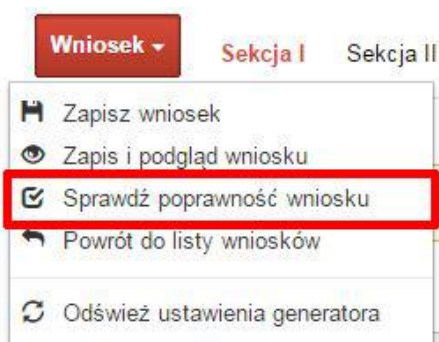 Wniosek Sekcja I Sekcja II
Zapisz wniosek
Zapis i podgląd wniosku
Sprawdź poprawność wniosku
Powrót do listy wniosków
Odśwież ustawienia generatora